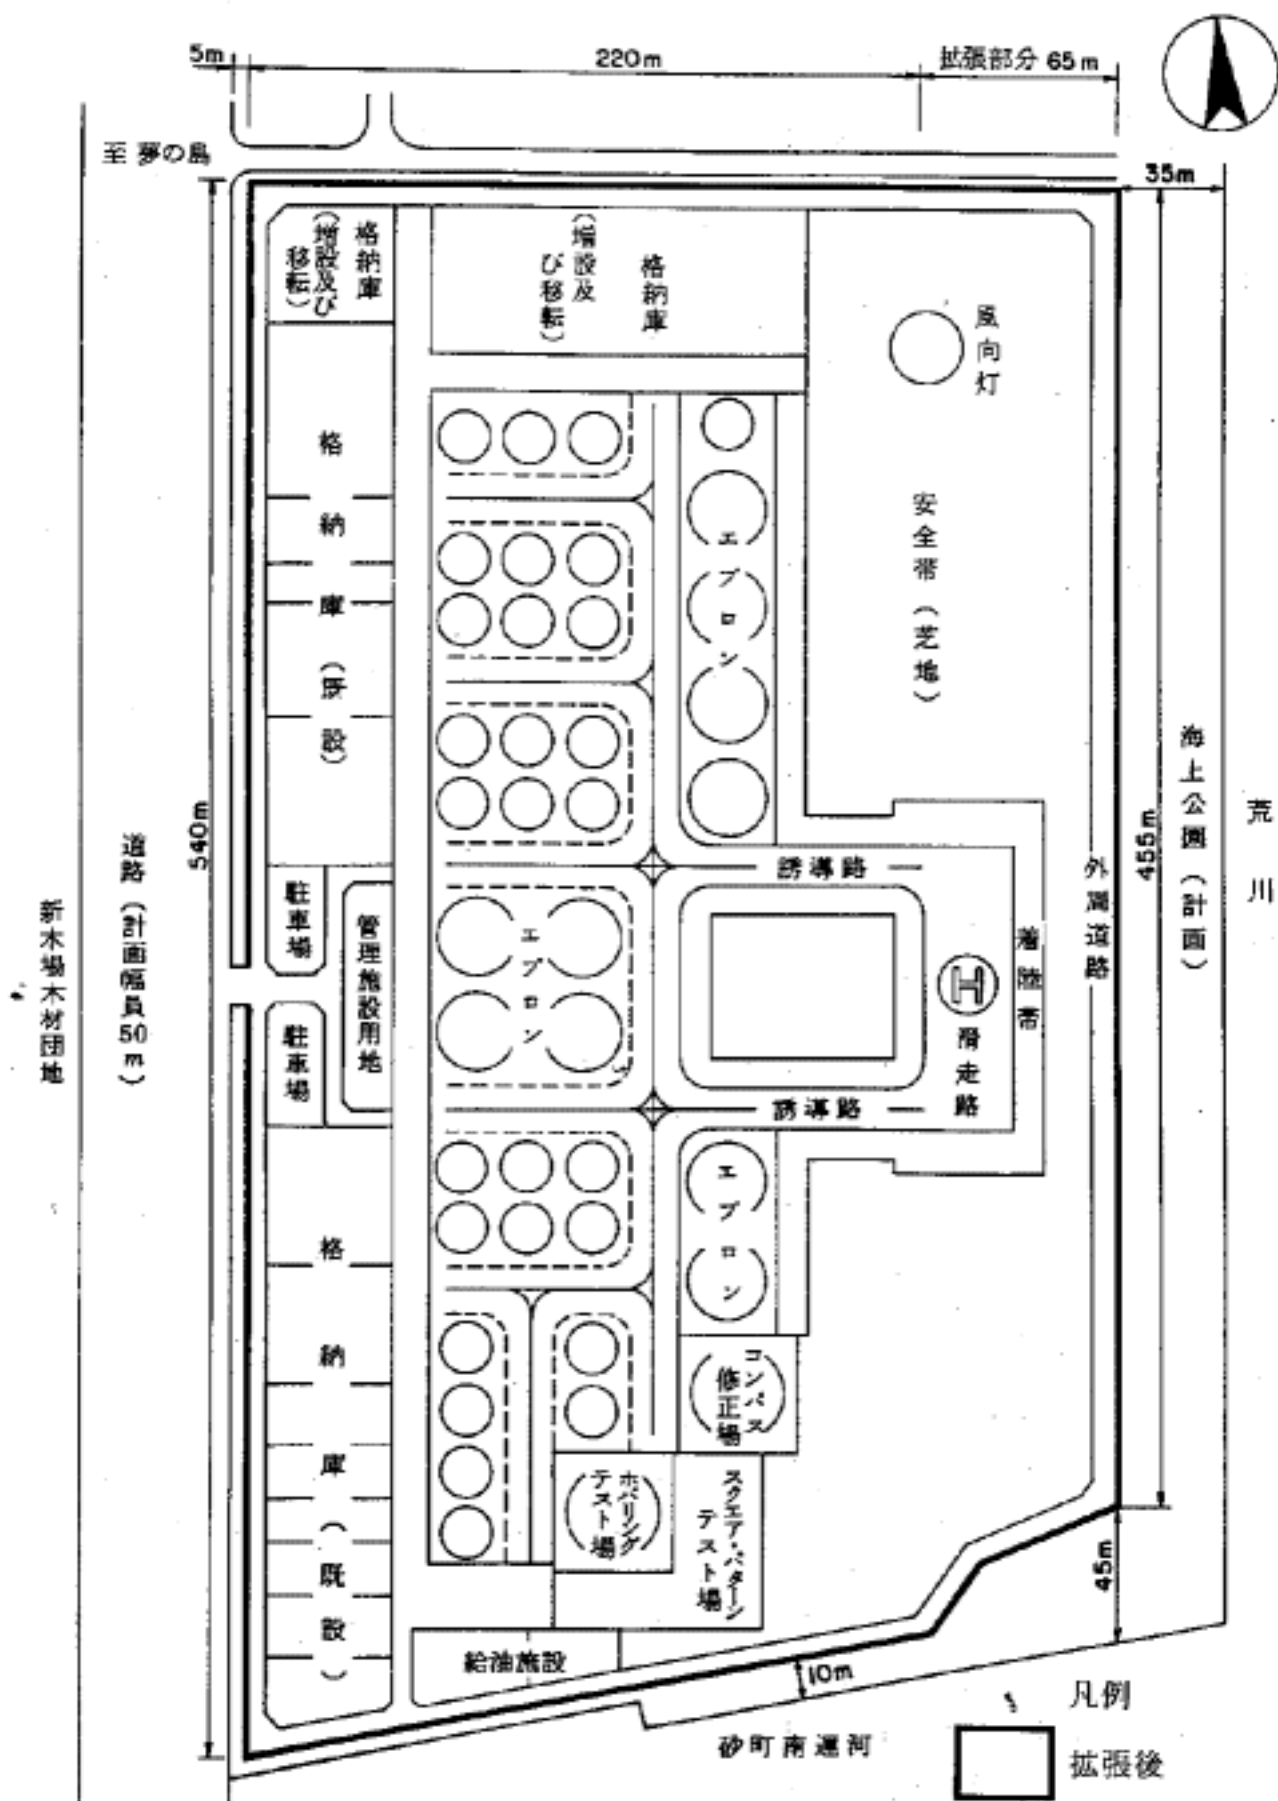 5m
220m
拡張部分 65m
至 夢の島
35m
格納庫
(増設及び
移転)
格納庫
(増設及
び移転)
風向灯
格納庫(既設)
エプロン
安全帯(芝地)
540m
455m
海上公園(計画)
荒川
道路(計画幅員50m)
新木場木材団地
駐車場
管理施設用地
駐車場
エプロン
誘導路
外周道路
着陸帯
H
滑走路
誘導路
エプロン
格納庫(既設)
コンパス
修正場
ホバリング
テスト場
スクエア・パターン
テスト場
45m
給油施設
10m
砂町南運河
凡例
拡張後